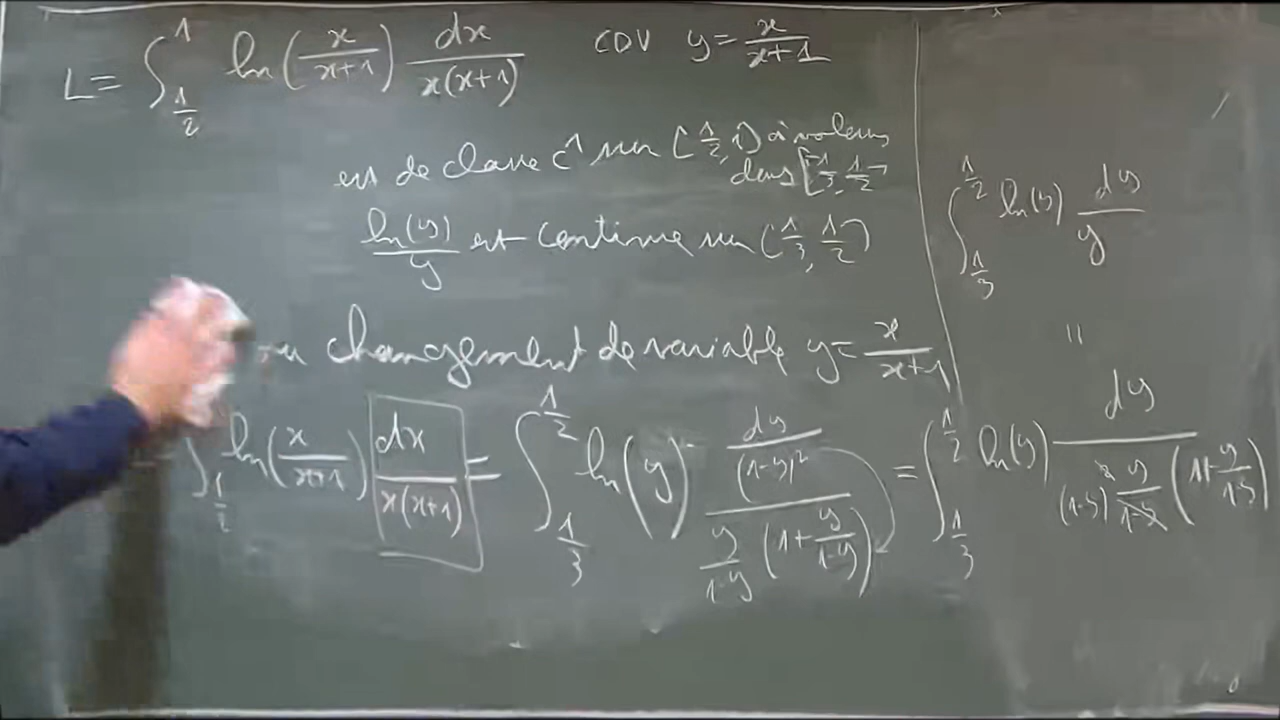 L = ∫_{1/2}^{1} ln(x/(x+1)) dx/(x(x+1)) CDV y = x/(x+1)
est de classe C^1 sur [1/2, 1] à valeurs
dans [1/3, 1/2]
ln(y)/y est continue sur [1/3, 1/2]
changement de variable y = x/(x+1)
∫_{1/2} ln(x/(x+1)) dx/(x(x+1)) = ∫_{1/3}^{1/2} ln(y) (dy/(1-y)^2)/((y/(1-y))(1+y/(1-y))) = ∫_{1/3}^{1/2} ln(y) dy/((1-y)^2 (y/(1-y))(1+y/(1-y)))
∫_{1/3}^{1/2} ln(y) dy/y
=